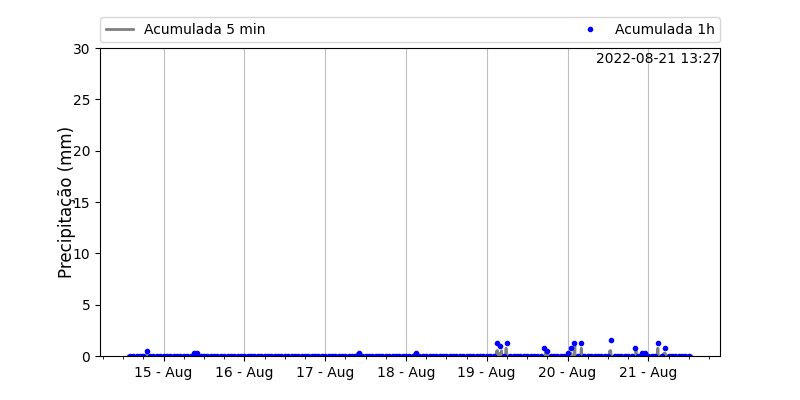 Acumulada 5 min
Acumulada 1h
2022-08-21 13:27
Precipitação (mm)
30
25
20
15
10
5
0
15 - Aug
16 - Aug
17 - Aug
18 - Aug
19 - Aug
20 - Aug
21 - Aug